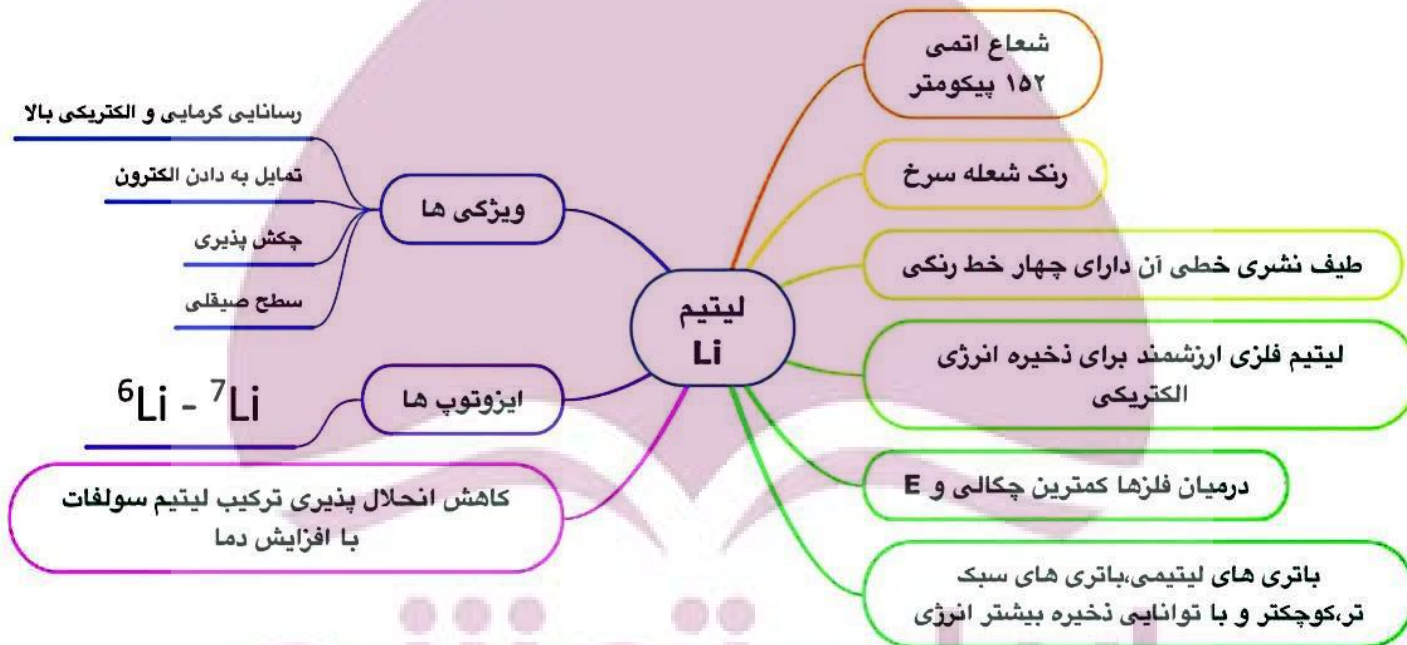 لیتیم
Li
شعاع اتمی
۱۵۲ پیکومتر
رنگ شعله سرخ
طیف نشری خطی آن دارای چهار خط رنگی
لیتیم فلزی ارزشمند برای ذخیره انرژی
الکتریکی
درمیان فلزها کمترین چگالی و E
باتری های لیتیمی،باتری های سبک
تر،کوچکتر و با توانایی ذخیره بیشتر انرژی
ویژگی ها
رسانایی گرمایی و الکتریکی بالا
تمایل به دادن الکترون
چکش پذیری
سطح صیقلی
ایزوتوپ ها
⁶Li - ⁷Li
کاهش انحلال پذیری ترکیب لیتیم سولفات
با افزایش دما